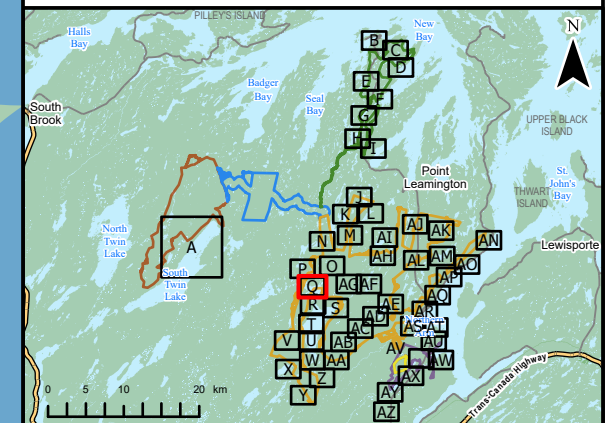 PILLEY'S ISLAND
Halls
Bay
New
Bay
N
B
C
D
Badger
Bay
E
Seal
Bay
F
South
Brook
G
UPPER BLACK
ISLAND
H
I
Point
Leamington
St.
John's
Bay
THWART
ISLAND
J
K
L
AJ
AK
North
Twin
Lake
A
N
M
AI
AN
Lewisporte
AH
AL
AM
AO
P
O
AP
South
Twin
Lake
Q
AG
AF
AQ
R
S
AE
AR
T
AD
AS
AT
AC
V
U
AB
AV
AU
W
AA
AW
X
Z
AX
Trans-Canada Highway
0 5 10 20 km
Y
AY
AZ